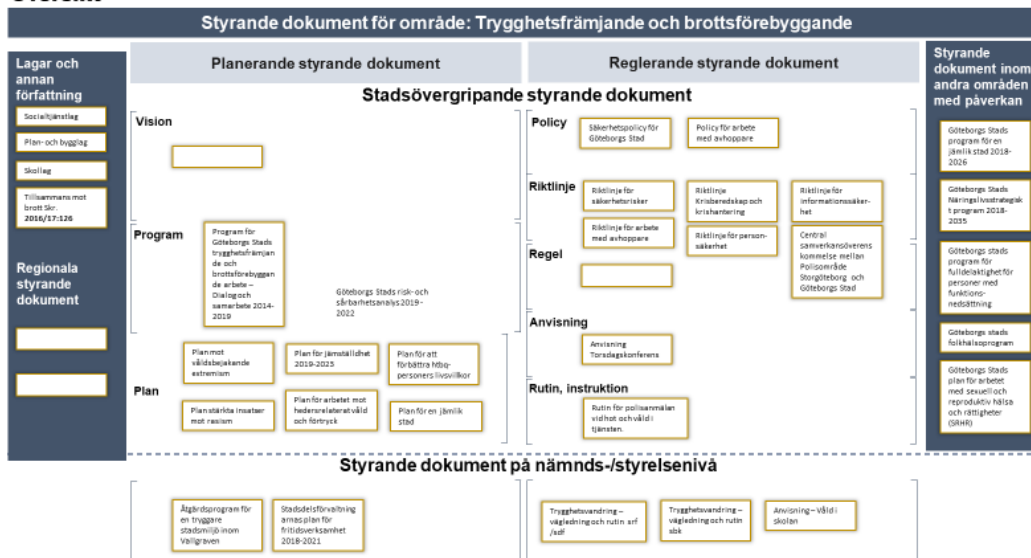 Styrande dokument för område: Trygghetsfrämjande och brottsförebyggande
Lagar och
annan
författning
Socialtjänstlag
Plan- och bygglag
Skollag
Tillsammans mot
brott Skr.
2016/17:126
Regionala
styrande
dokument
Planerande styrande dokument
Reglerande styrande dokument
Stadsövergripande styrande dokument
Vision
Program
Program för
Göteborgs Stads
trygghetsfrämjan
de och
brottsförebyggan
de arbete –
Dialog och
samarbete 2014-
2019
Göteborgs Stads risk- och
sårbarhetsanalys 2019-
2022
Plan
Plan mot
våldsbejakande
extremism
Plan för jämställdhet
2019-2023
Plan för att
förbättra hbtq-
personers livsvillkor
Plan stärkta insatser
mot rasism
Plan för arbetet mot
hedersrelaterat våld
och förtryck
Plan för en jämlik
stad
Policy
Säkerhetspolicy för
Göteborgs Stad
Policy för arbete
med avhoppare
Riktlinje
Riktlinje för
säkerhetsrisker
Riktlinje
Krisberedskap och
krishantering
Riktlinje för
informationssäker-
het
Riktlinje för arbete
med avhoppare
Riktlinje för person-
säkerhet
Central
samverkansöverens
kommelse mellan
Polisområde
Storgöteborg och
Göteborgs Stad
Regel
Anvisning
Anvisning
Torsdagskonferens
Rutin, instruktion
Rutin för polisanmälan
vid hot och våld i
tjänsten.
Styrande
dokument inom
andra områden
med påverkan
Göteborgs Stads
program för en
jämlik stad 2018-
2026
Göteborgs Stads
Näringslivsstrategisk
t program 2018-
2035
Göteborgs stads
program för
fulldelaktighet för
personer med
funktions-
nedsättning
Göteborgs stads
folkhälsoprogram
Göteborgs Stads
plan för arbetet
med sexuell och
reproduktiv hälsa
och rättigheter
(SRHR)
Styrande dokument på nämnds-/styrelsenivå
Åtgärdsprogram för
en tryggare
stadsmiljö inom
Vallgraven
Stadsdelsförvaltning
arnas plan för
fritidsverksamhet
2018-2021
Trygghetsvandring –
vägledning och rutin srf
/sdf
Trygghetsvandring –
vägledning och rutin
sbk
Anvisning – Våld i
skolan